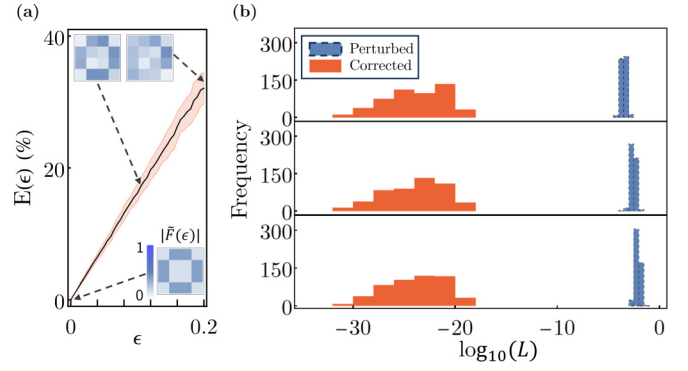 (a)
40
20
0
E(ϵ) (%)
|F̃(ϵ)|
1
0
0
0.2
ϵ
(b)
Perturbed
Corrected
300
150
0
300
150
0
300
150
0
Frequency
−30
−20
−10
0
log₁₀(L)